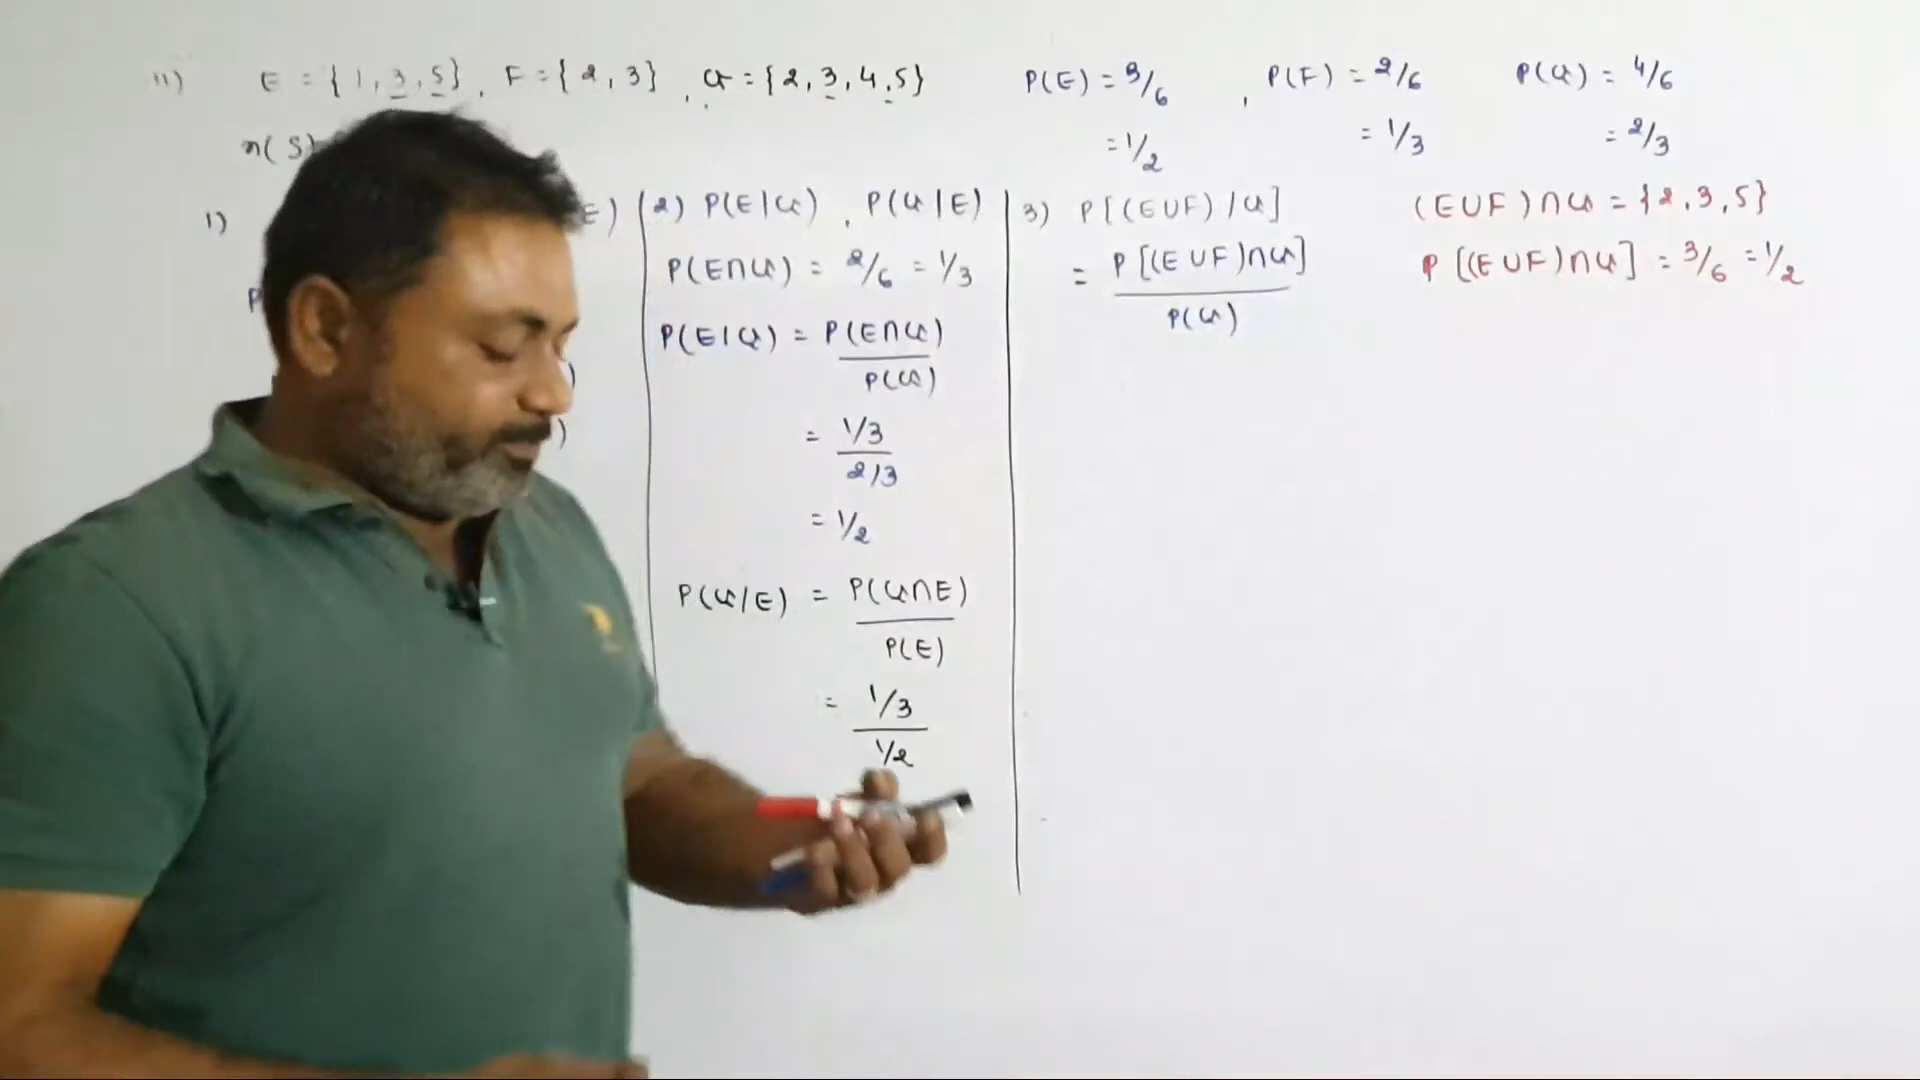 11) E = {1, 3, 5}, F = {2, 3}, G = {2, 3, 4, 5} P(E) = 3/6, P(F) = 2/6 P(G) = 4/6
n(S) = 1/2 = 1/3 = 2/3
1) E)
2) P(E|G), P(G|E)
P(E∩G) = 2/6 = 1/3
P(E|G) = P(E∩G)
P(G)
= 1/3
2/3
= 1/2
P(G/E) = P(G∩E)
P(E)
= 1/3
1/2
3) P[(E∪F)/G]
= P[(E∪F)∩G]
P(G)
(E∪F)∩G = {2, 3, 5}
P[(E∪F)∩G] = 3/6 = 1/2